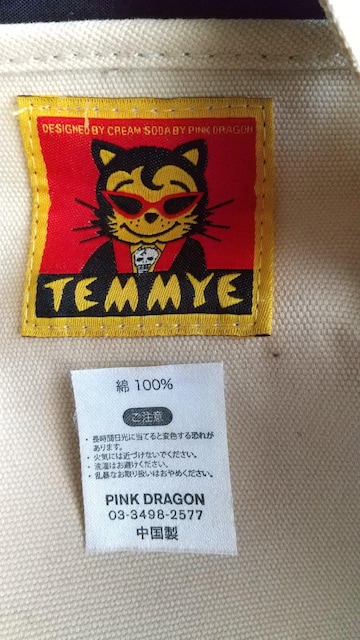 DESIGNED BY CREAM SODA BY PINK DRAGON
TEMMYE
綿 100%
ご注意
・長時間日光に当てると変色する恐れが
あります。
・火気には近づけないでください。
・洗濯はお避けください。
・乱暴なお取り扱いはおやめください。
PINK DRAGON
03-3498-2577
中国製